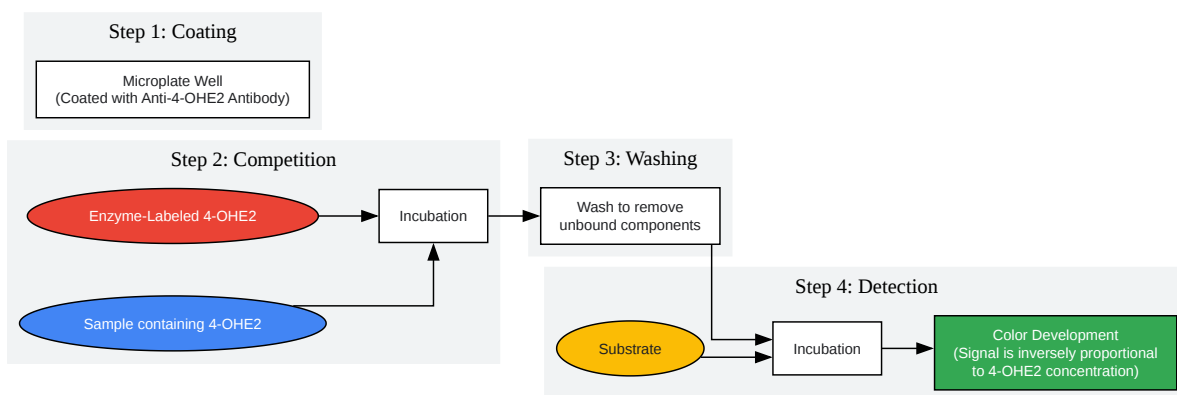 Step 1: Coating
Microplate Well
(Coated with Anti-4-OHE2 Antibody)
Step 2: Competition
Enzyme-Labeled 4-OHE2
Incubation
Sample containing 4-OHE2
Step 3: Washing
Wash to remove
unbound components
Step 4: Detection
Substrate
Incubation
Color Development
(Signal is inversely proportional
to 4-OHE2 concentration)